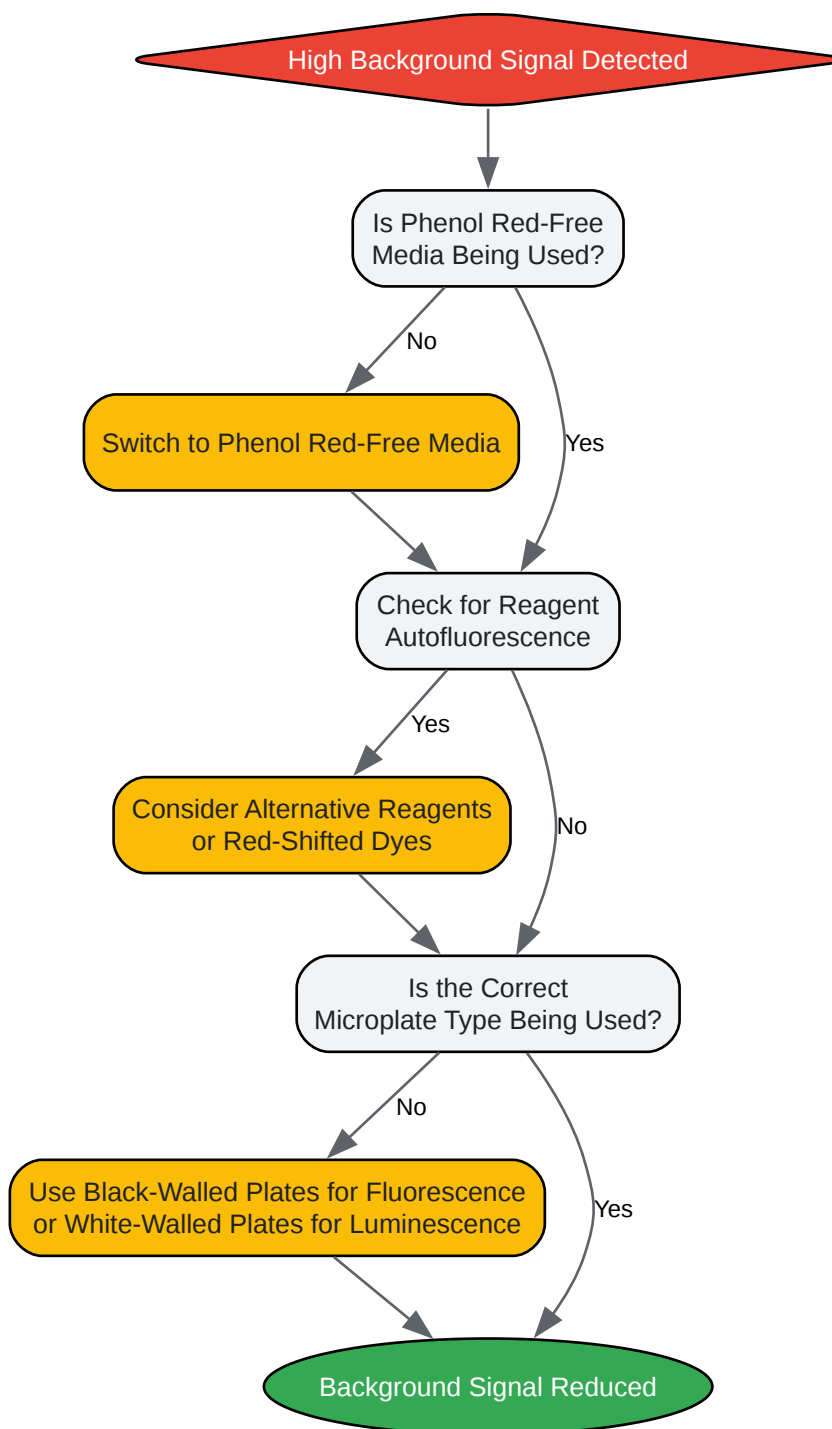 High Background Signal Detected
Is Phenol Red-Free
Media Being Used?
No
Switch to Phenol Red-Free Media
Yes
Check for Reagent
Autofluorescence
Yes
Consider Alternative Reagents
or Red-Shifted Dyes
No
Is the Correct
Microplate Type Being Used?
No
Use Black-Walled Plates for Fluorescence
or White-Walled Plates for Luminescence
Yes
Background Signal Reduced